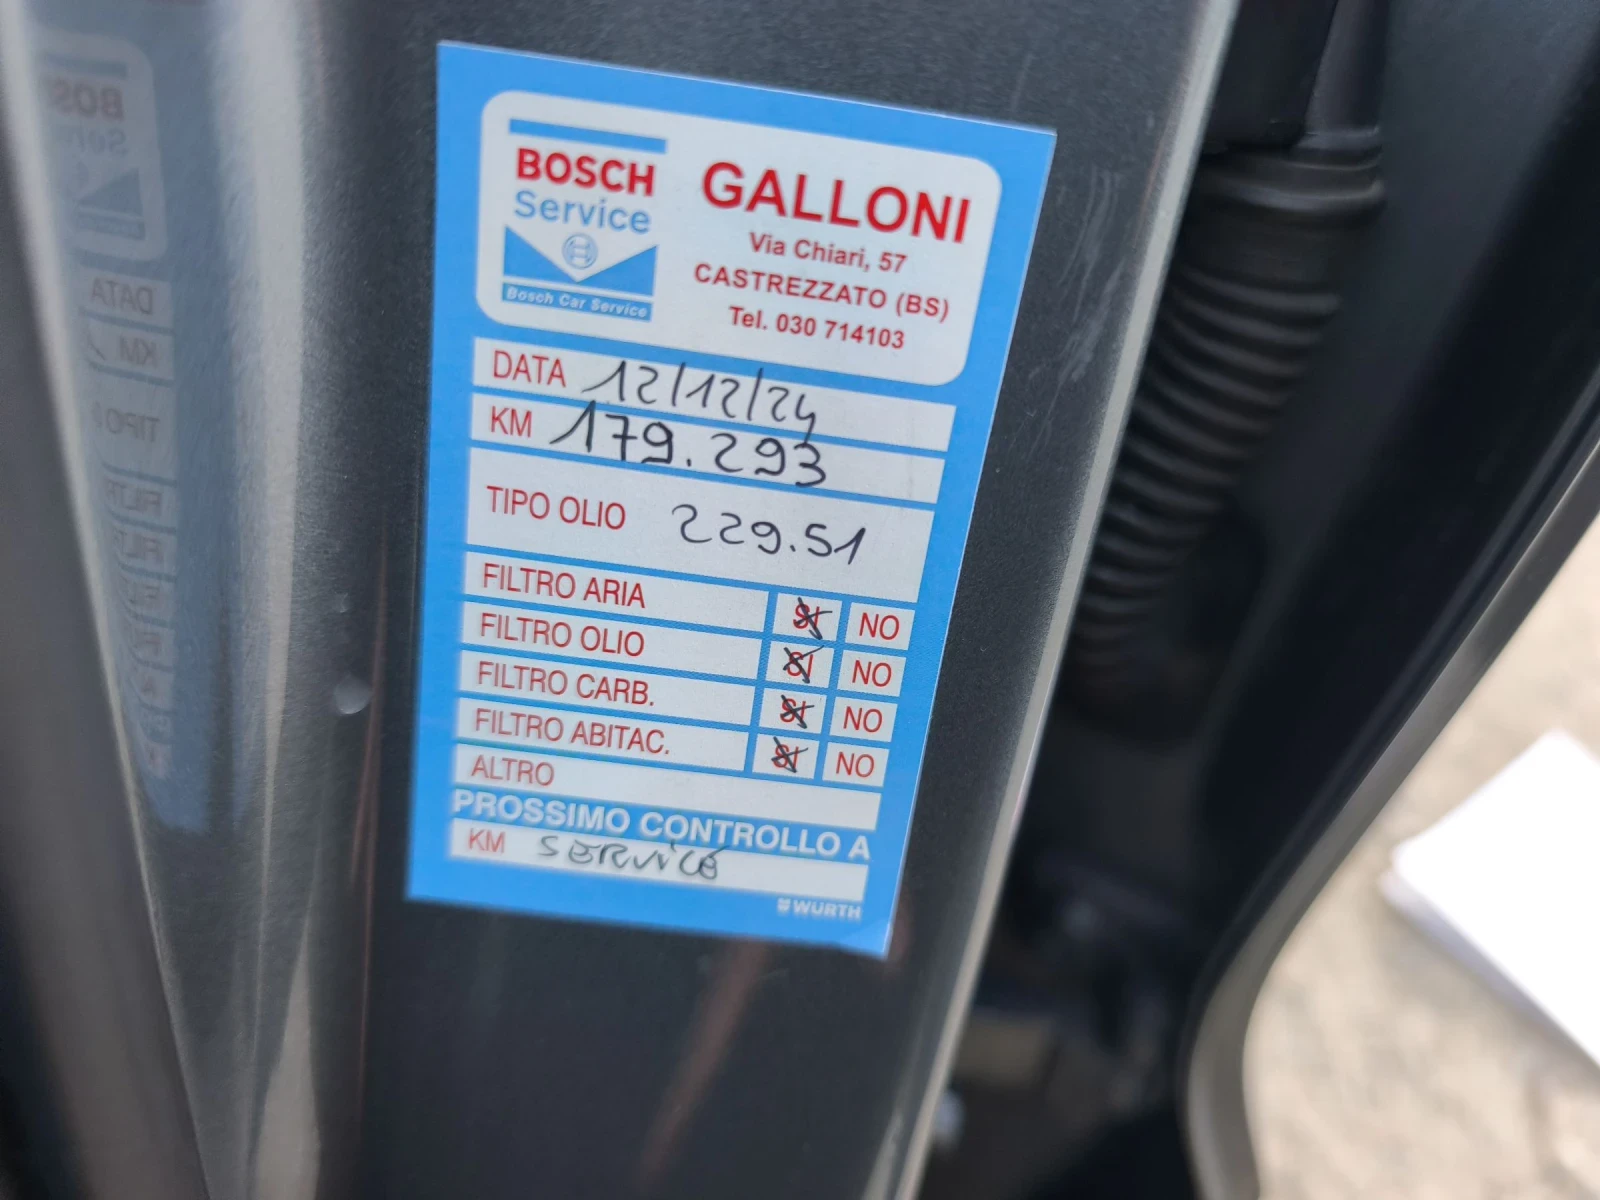 BOSCH
Service
Bosch Car Service
GALLONI
Via Chiari, 57
CASTREZZATO (BS)
Tel. 030 714103
DATA 12/12/24
KM 179.293
TIPO OLIO 229.51
FILTRO ARIA SI NO
FILTRO OLIO SI NO
FILTRO CARB. SI NO
FILTRO ABITAC. SI NO
ALTRO
PROSSIMO CONTROLLO A
KM SERVICE
WÜRTH